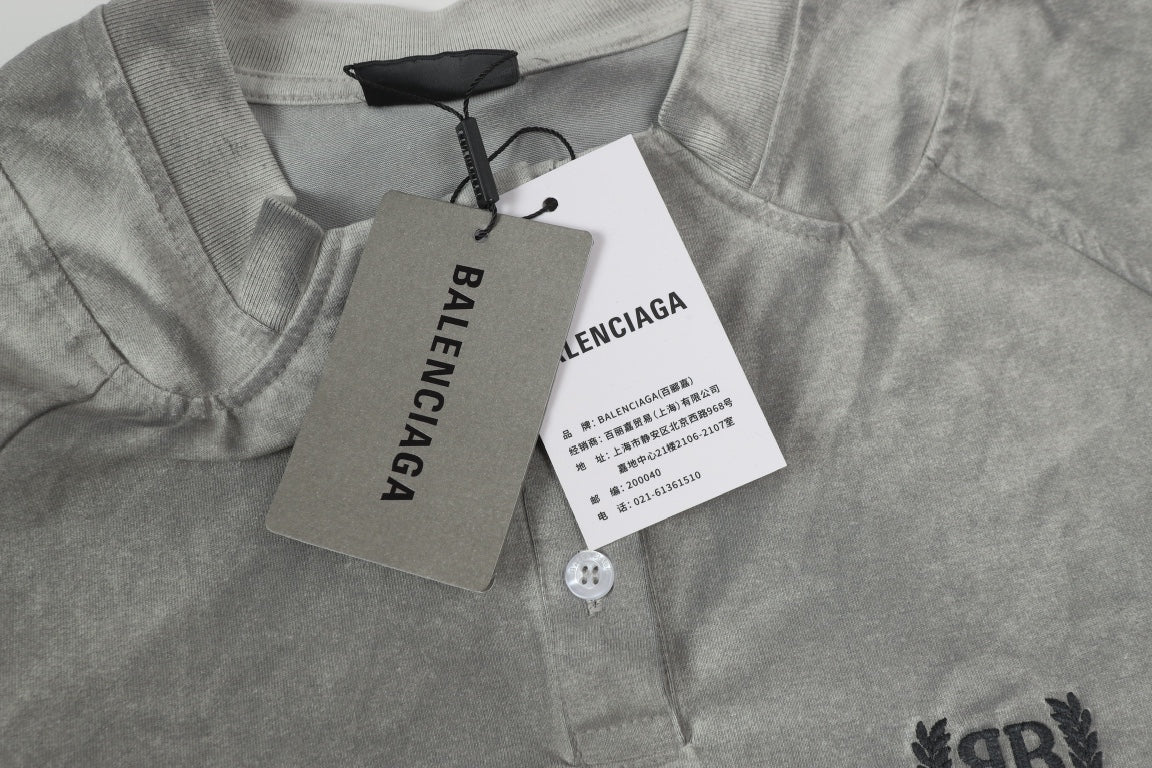 BALENCIAGA
ALENCIAGA
品 牌：BALENCIAGA(百丽嘉)
经销商：百丽嘉贸易（上海）有限公司
地 址：上海市静安区北京西路968号
嘉地中心21楼2106-2107室
邮 编：200040
电 话：021-61361510
BB